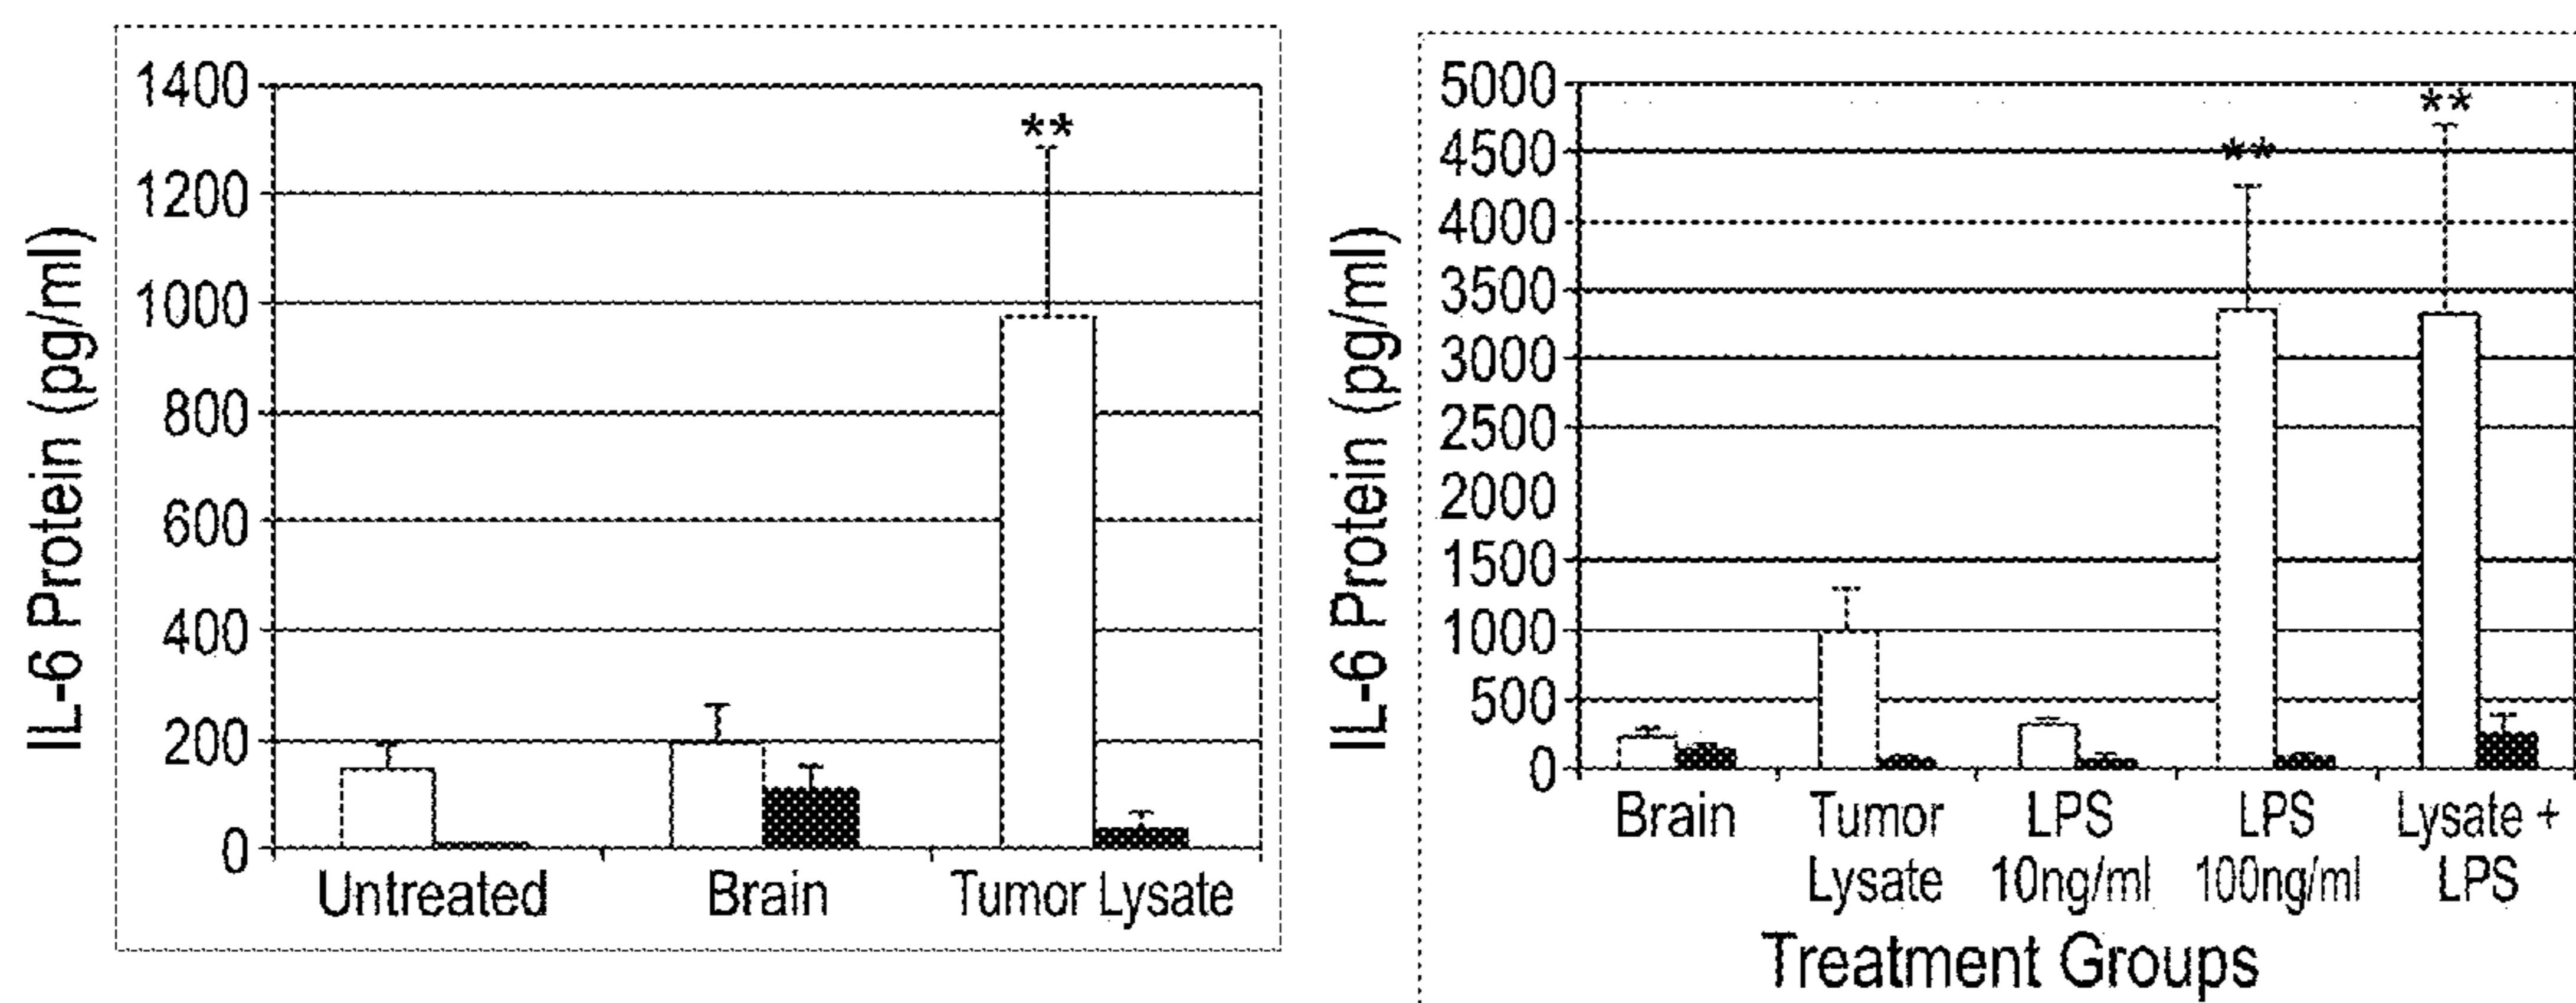 IL-6 Protein (pg/ml)
1400
1200
1000
800
600
400
200
0
**
Untreated
Brain
Tumor Lysate
IL-6 Protein (pg/ml)
5000
4500
4000
3500
3000
2500
2000
1500
1000
500
0
**
**
Brain
Tumor
Lysate
LPS
10ng/ml
LPS
100ng/ml
Lysate +
LPS
Treatment Groups